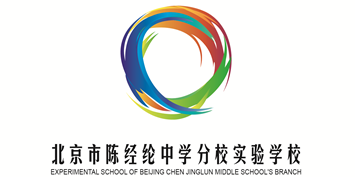 北京市陈经纶中学分校实验学校
EXPERIMENTAL SCHOOL OF BEIJING CHEN JINGLUN MIDDLE SCHOOL'S BRANCH